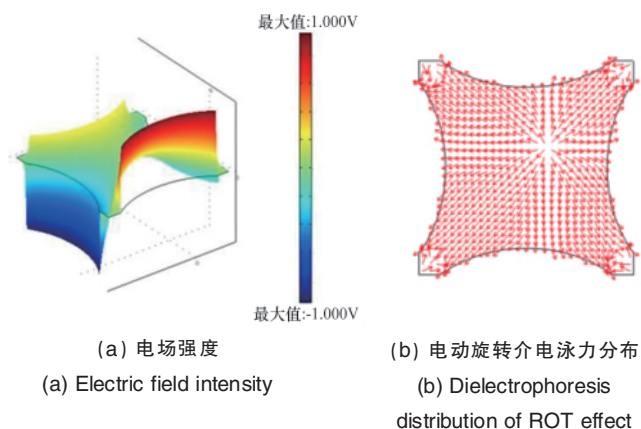 最大值:1.000V
最大值:-1.000V
(a) 电场强度
(a) Electric field intensity
(b) 电动旋转介电泳力分布
(b) Dielectrophoresis
distribution of ROT effect